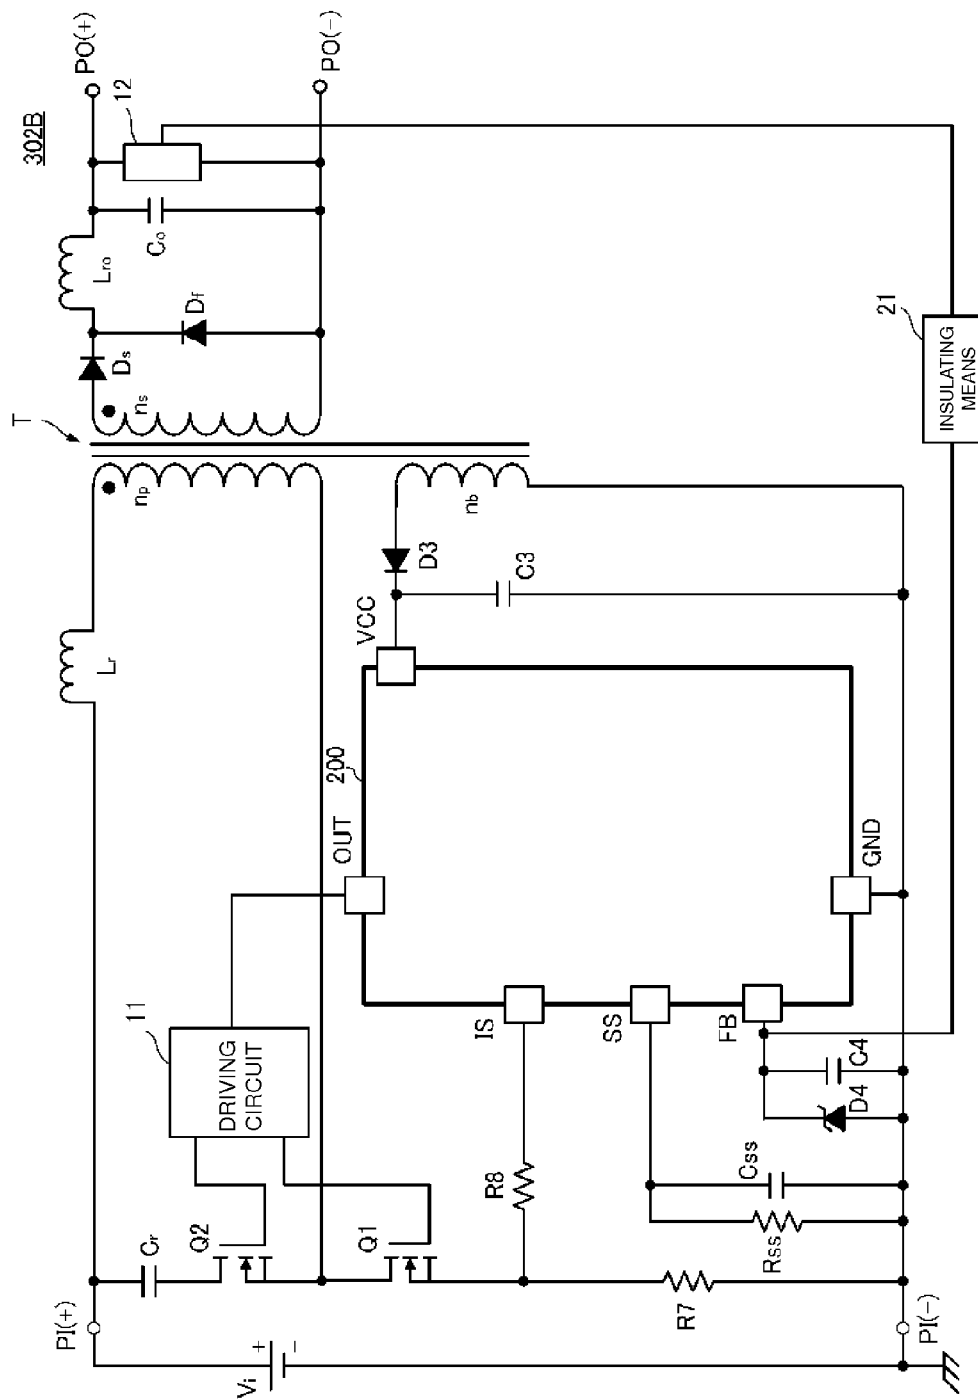 302B
PI(+)
Vi
+
-
Cr
Q2
Q1
11
DRIVING
CIRCUIT
Lr
T
np
ns
nb
Ds
Df
Lro
Co
12
PO(+)
PO(-)
OUT
200
VCC
D3
C3
IS
SS
FB
GND
R8
R7
Rss
Css
D4
C4
21
INSULATING
MEANS
PI(-)